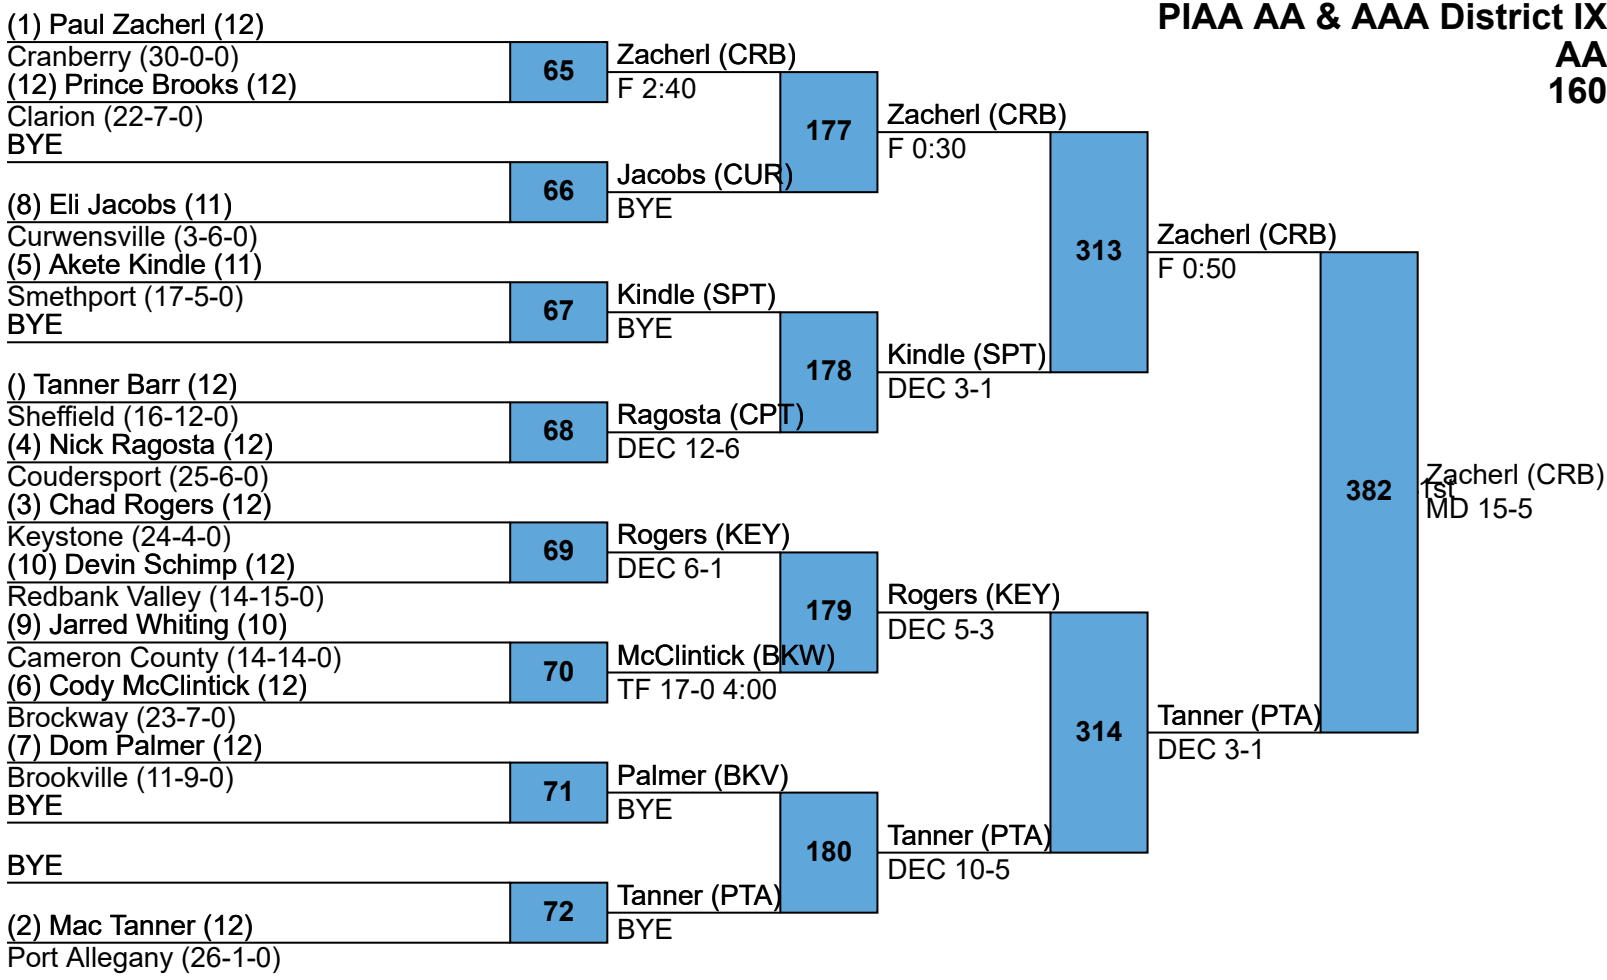 PIAA AA & AAA District IX
AA
160
(1) Paul Zacherl (12)
Cranberry (30-0-0)
(12) Prince Brooks (12)
Clarion (22-7-0)
BYE
(8) Eli Jacobs (11)
Curwensville (3-6-0)
(5) Akete Kindle (11)
Smethport (17-5-0)
BYE
() Tanner Barr (12)
Sheffield (16-12-0)
(4) Nick Ragosta (12)
Coudersport (25-6-0)
(3) Chad Rogers (12)
Keystone (24-4-0)
(10) Devin Schimp (12)
Redbank Valley (14-15-0)
(9) Jarred Whiting (10)
Cameron County (14-14-0)
(6) Cody McClintick (12)
Brockway (23-7-0)
(7) Dom Palmer (12)
Brookville (11-9-0)
BYE
BYE
(2) Mac Tanner (12)
Port Allegany (26-1-0)
65
66
67
68
69
70
71
72
Zacherl (CRB)
F 2:40
Jacobs (CUR)
BYE
Kindle (SPT)
BYE
Ragosta (CPT)
DEC 12-6
Rogers (KEY)
DEC 6-1
McClintick (BKW)
TF 17-0 4:00
Palmer (BKV)
BYE
Tanner (PTA)
BYE
177
178
179
180
Zacherl (CRB)
F 0:30
Kindle (SPT)
DEC 3-1
Rogers (KEY)
DEC 5-3
Tanner (PTA)
DEC 10-5
313
314
Zacherl (CRB)
F 0:50
Tanner (PTA)
DEC 3-1
382
Zacherl (CRB)
1st
MD 15-5